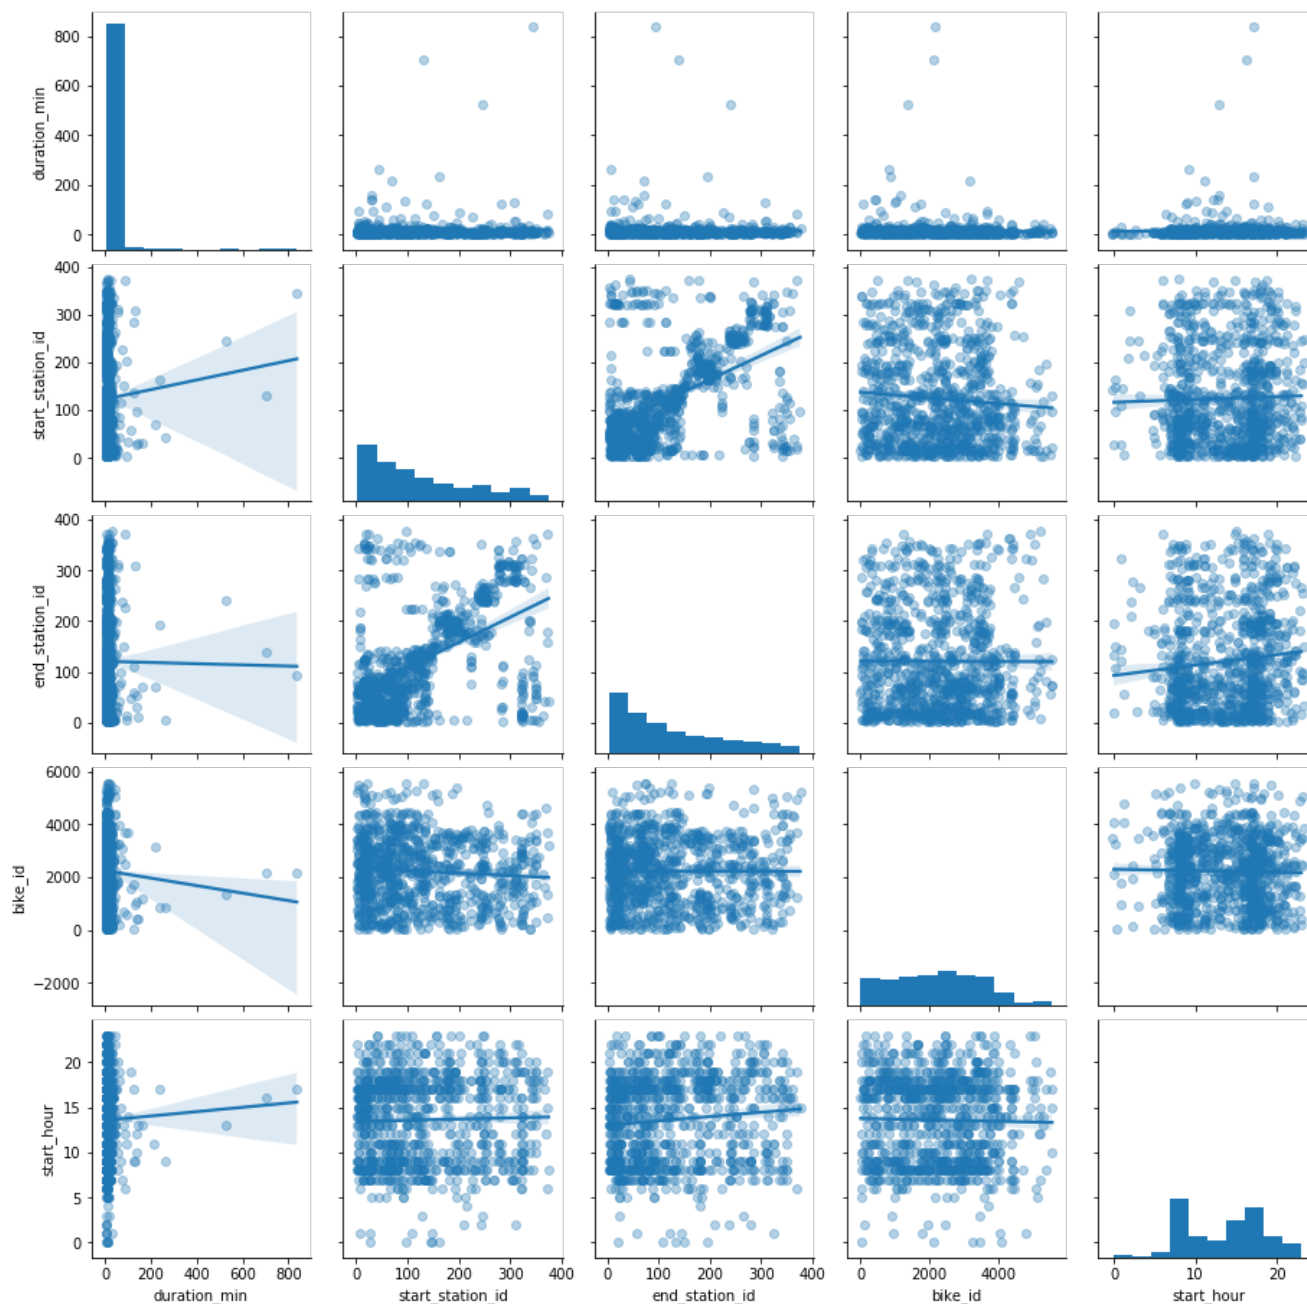 800
600
400
200
0
duration_min
400
300
200
100
0
start_station_id
400
300
200
100
0
end_station_id
6000
4000
2000
0
−2000
bike_id
20
15
10
5
0
start_hour
0 200 400 600 800
0 100 200 300 400
0 100 200 300 400
0 2000 4000
0 10 20
duration_min start_station_id end_station_id bike_id start_hour